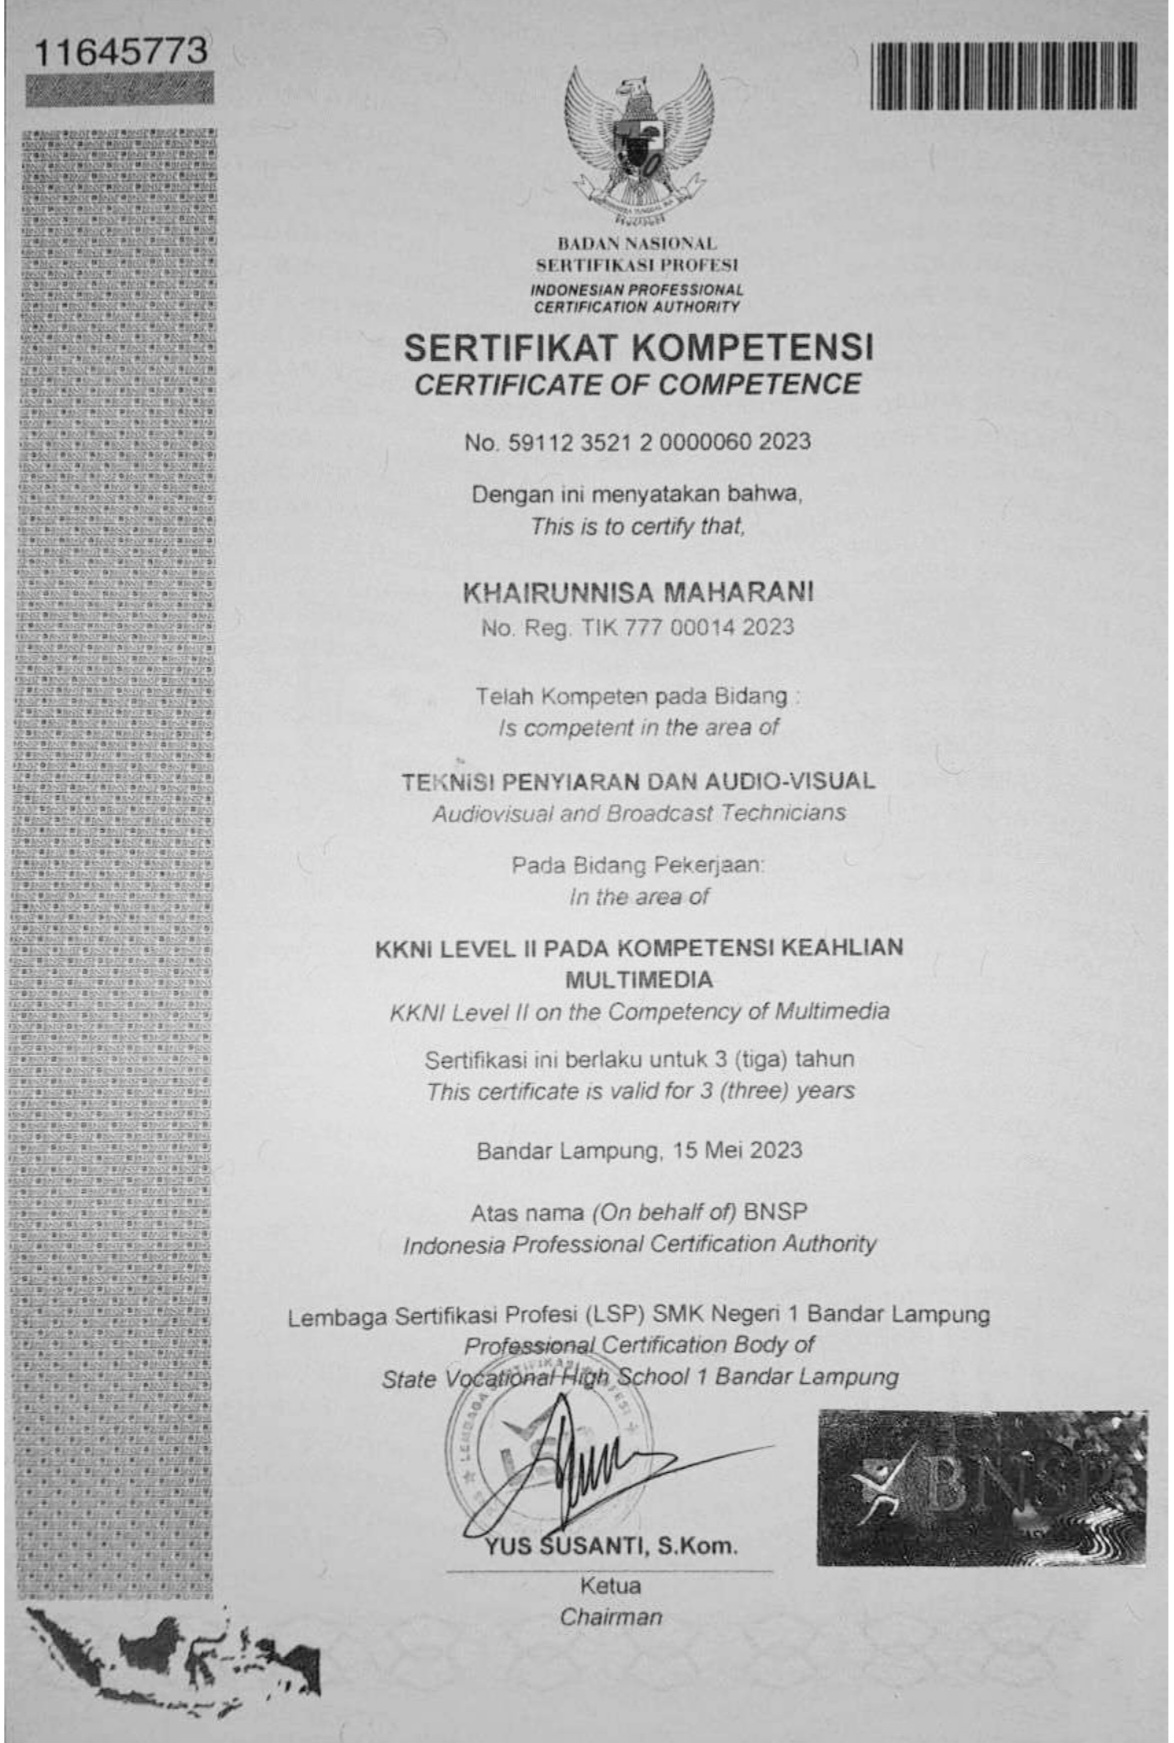 11645773
BADAN NASIONAL
SERTIFIKASI PROFESI
INDONESIAN PROFESSIONAL
CERTIFICATION AUTHORITY
SERTIFIKAT KOMPETENSI
CERTIFICATE OF COMPETENCE
No. 59112 3521 2 0000060 2023
Dengan ini menyatakan bahwa,
This is to certify that,
KHAIRUNNISA MAHARANI
No. Reg. TIK 777 00014 2023
Telah Kompeten pada Bidang :
Is competent in the area of
TEKNISI PENYIARAN DAN AUDIO-VISUAL
Audiovisual and Broadcast Technicians
Pada Bidang Pekerjaan:
In the area of
KKNI LEVEL II PADA KOMPETENSI KEAHLIAN
MULTIMEDIA
KKNI Level II on the Competency of Multimedia
Sertifikasi ini berlaku untuk 3 (tiga) tahun
This certificate is valid for 3 (three) years
Bandar Lampung, 15 Mei 2023
Atas nama (On behalf of) BNSP
Indonesia Professional Certification Authority
Lembaga Sertifikasi Profesi (LSP) SMK Negeri 1 Bandar Lampung
Professional Certification Body of
State Vocational High School 1 Bandar Lampung
LEMBAGA SERTIFIKASI PROFESI
BNSP
YUS SUSANTI, S.Kom.
Ketua
Chairman